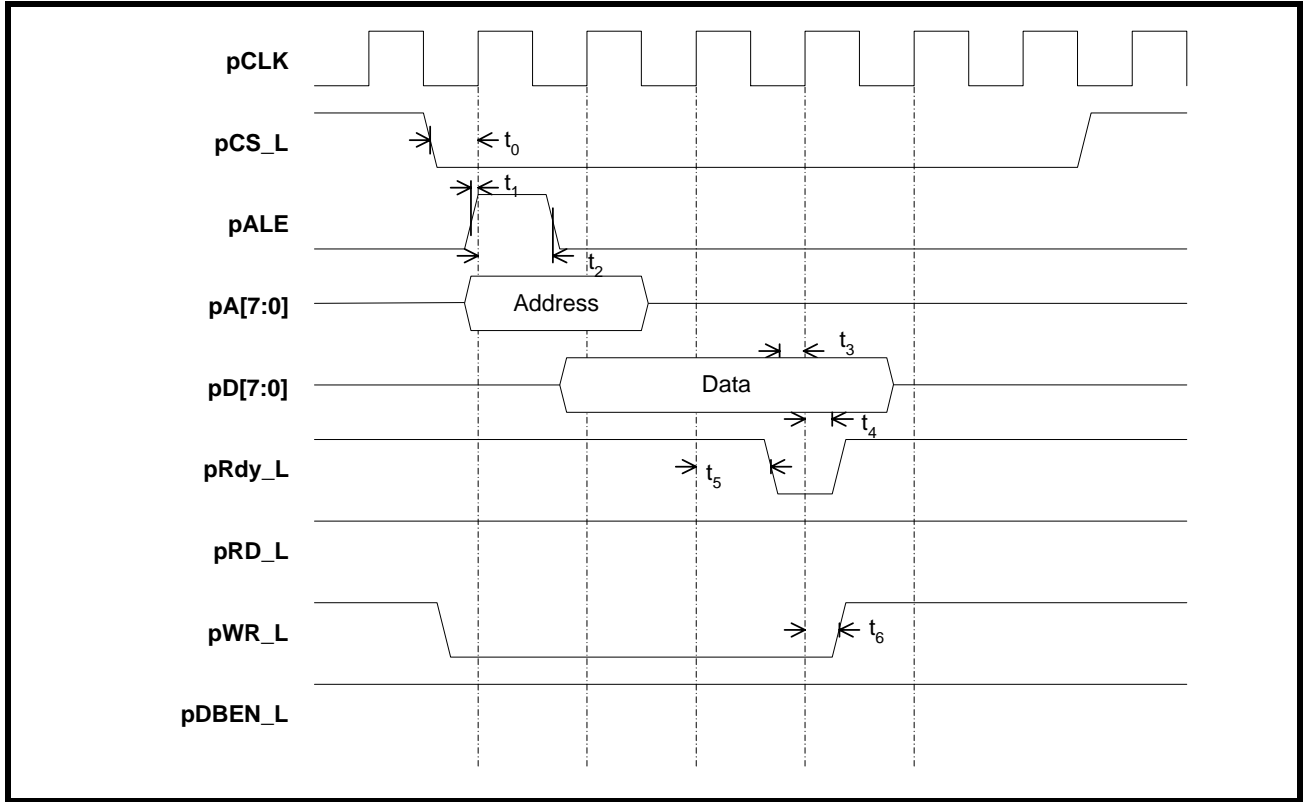 pCLK
pCS_L
t0
pALE
t1
t2
pA[7:0]
Address
pD[7:0]
Data
t3
t4
pRdy_L
t5
pRD_L
pWR_L
t6
pDBEN_L